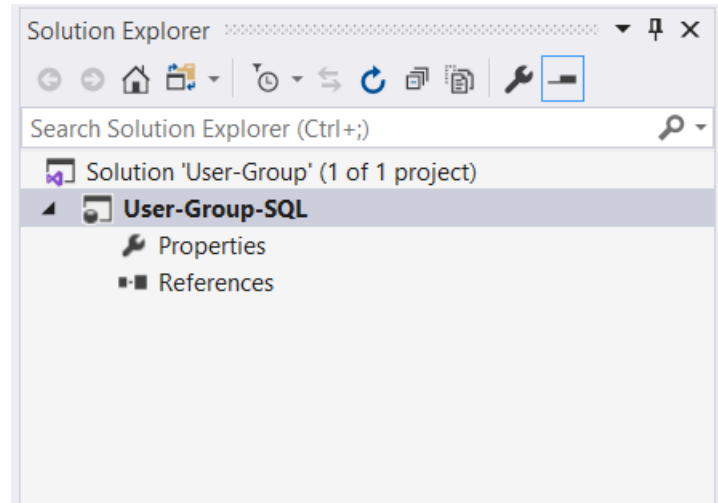 Solution Explorer
Search Solution Explorer (Ctrl+;)
Solution 'User-Group' (1 of 1 project)
User-Group-SQL
Properties
References